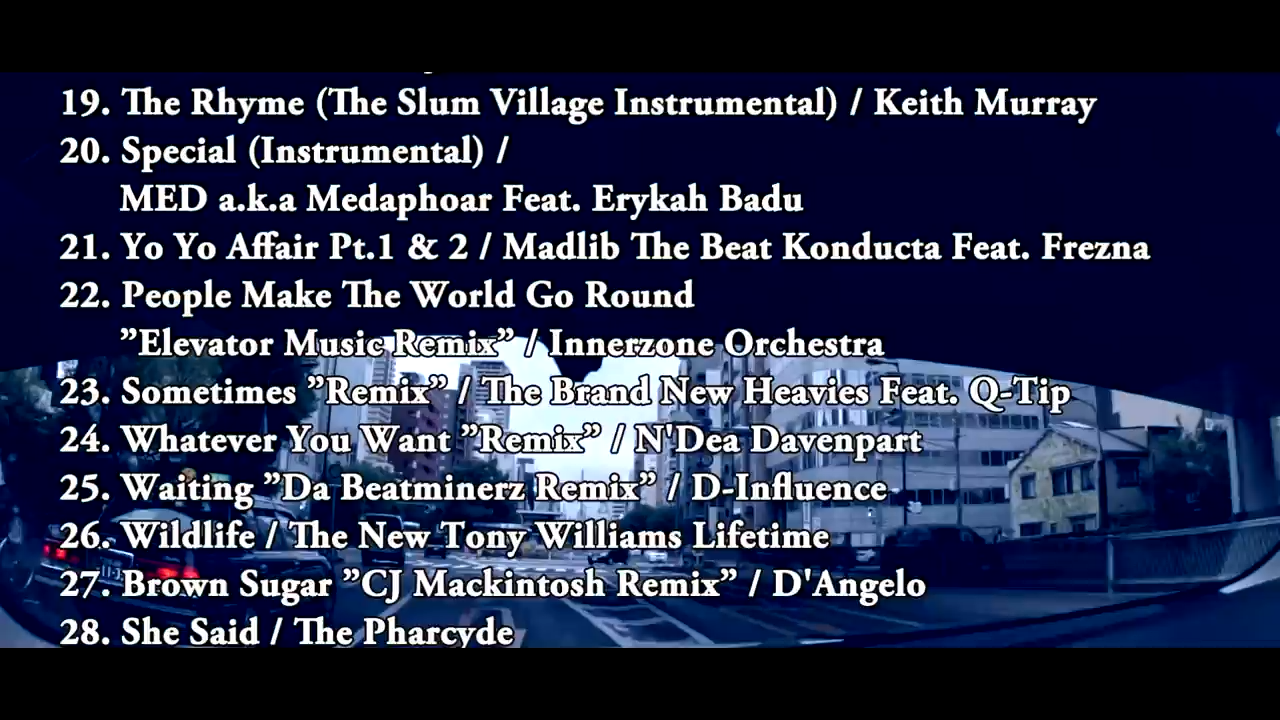 19. The Rhyme (The Slum Village Instrumental) / Keith Murray
20. Special (Instrumental) /
MED a.k.a Medaphoar Feat. Erykah Badu
21. Yo Yo Affair Pt.1 & 2 / Madlib The Beat Konducta Feat. Frezna
22. People Make The World Go Round
”Elevator Music Remix” / Innerzone Orchestra
23. Sometimes ”Remix” / The Brand New Heavies Feat. Q-Tip
24. Whatever You Want ”Remix” / N'Dea Davenpart
25. Waiting ”Da Beatminerz Remix” / D-Influence
26. Wildlife / The New Tony Williams Lifetime
27. Brown Sugar ”CJ Mackintosh Remix” / D'Angelo
28. She Said / The Pharcyde